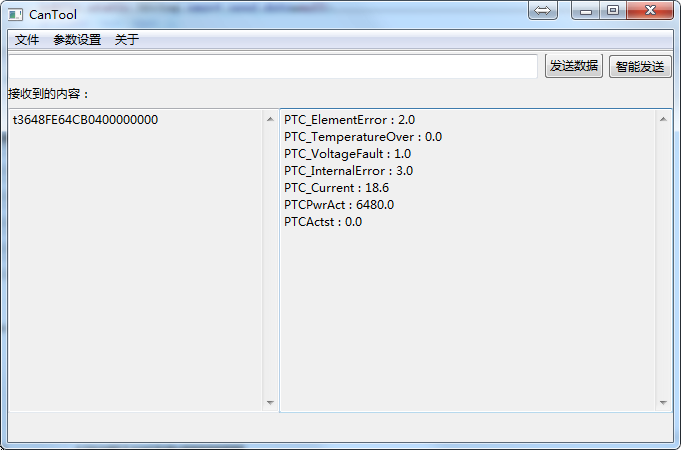 CanTool
文件 参数设置 关于
发送数据 智能发送
接收到的内容：
t3648FE64CB0400000000
PTC_ElementError : 2.0
PTC_TemperatureOver : 0.0
PTC_VoltageFault : 1.0
PTC_InternalError : 3.0
PTC_Current : 18.6
PTCPwrAct : 6480.0
PTCActst : 0.0